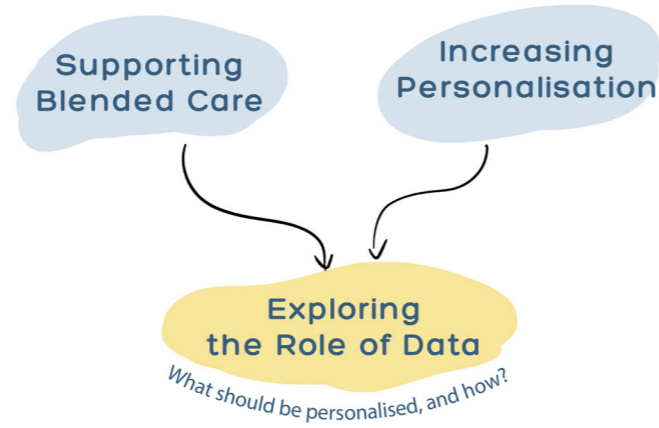 Supporting
Blended Care
Increasing
Personalisation
Exploring
the Role of Data
What should be personalised, and how?